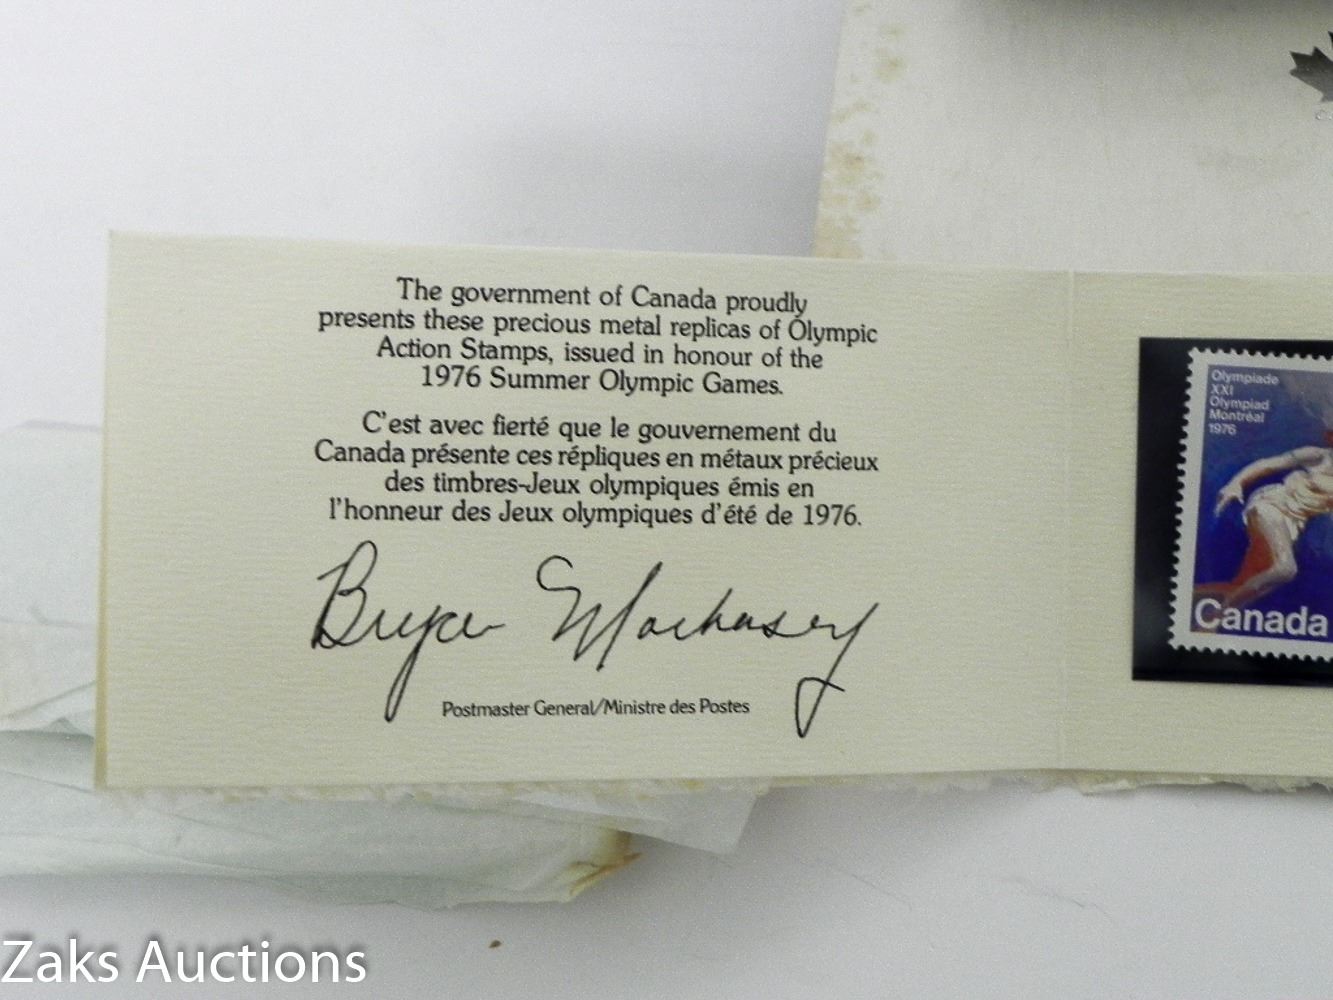 The government of Canada proudly
presents these precious metal replicas of Olympic
Action Stamps, issued in honour of the
1976 Summer Olympic Games.
C'est avec fierté que le gouvernement du
Canada présente ces répliques en métaux précieux
des timbres-Jeux olympiques émis en
l'honneur des Jeux olympiques d'été de 1976.
Bryce Mackasey
Postmaster General/Ministre des Postes
Olympiade
XXI
Olympiad
Montréal
1976
Canada
Zaks Auctions